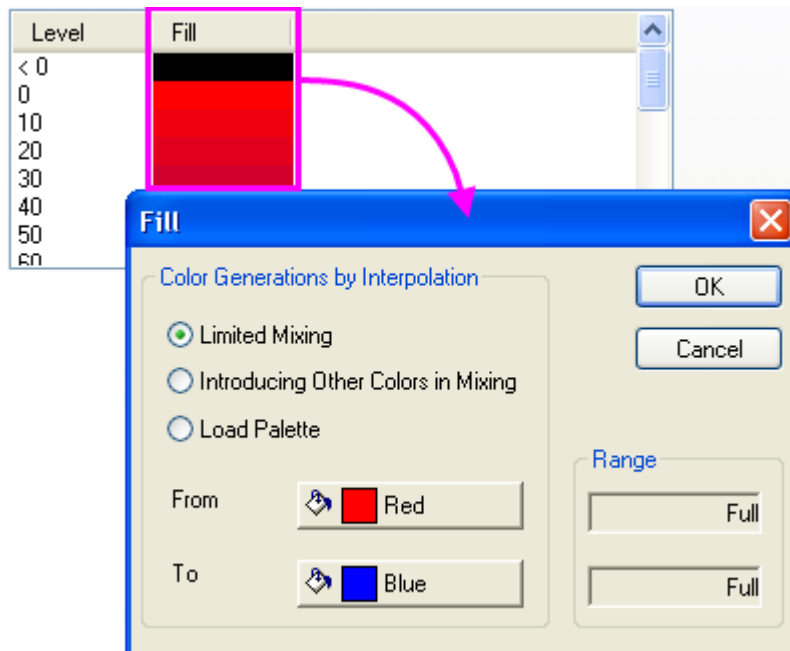 Level Fill
< 0
0
10
20
30
40
50
60
Fill
Color Generations by Interpolation
Limited Mixing
Introducing Other Colors in Mixing
Load Palette
From Red
To Blue
OK
Cancel
Range
Full
Full